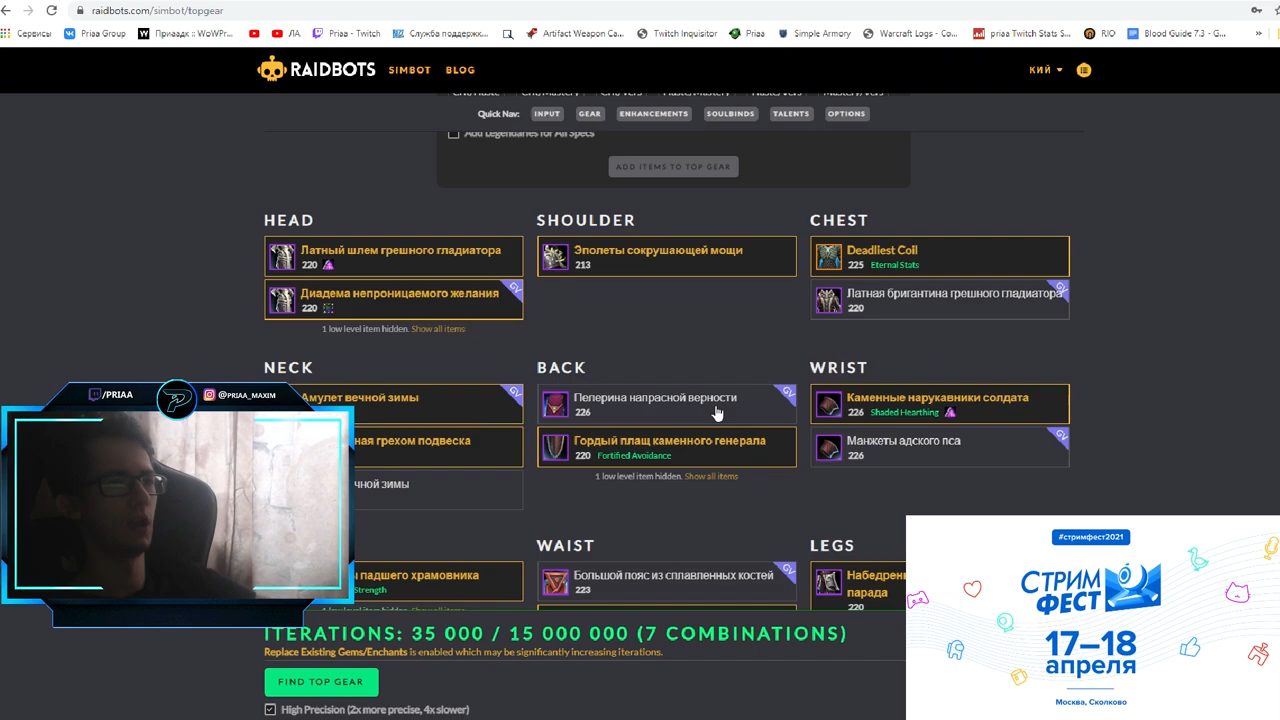 raidbots.com/simbot/topgear
Сервисы
Priaa Group
Приаадк :: WoWPr...
ЛА
Priaa - Twitch
Служба поддержк...
Artifact Weapon Ca...
Twitch Inquisitor
Priaa
Simple Armory
Warcraft Logs - Co...
priaa Twitch Stats S...
RIO
Blood Guide 7.3 - G...
RAIDBOTS
SIMBOT
BLOG
КИЙ
Quick Nav:
INPUT
GEAR
ENHANCEMENTS
SOULBINDS
TALENTS
OPTIONS
Add Legendaries for All Specs
ADD ITEMS TO TOP GEAR
HEAD
Латный шлем грешного гладиатора
220
Диадема непроницаемого желания
220
GV
1 low level item hidden. Show all items
SHOULDER
Эполеты сокрушающей мощи
213
CHEST
Deadliest Coil
225 Eternal Stats
Латная бригантина грешного гладиатора
220
GV
NECK
Амулет вечной зимы
GV
ная грехом подвеска
чной зимы
BACK
Пелерина напрасной верности
226
GV
Гордый плащ каменного генерала
220 Fortified Avoidance
1 low level item hidden. Show all items
WRIST
Каменные нарукавники солдата
226 Shaded Hearthing
Манжеты адского пса
226
GV
ы падшего храмовника
Strength
WAIST
Большой пояс из сплавленных костей
223
GV
LEGS
Набедрен
парада
220
ITERATIONS: 35 000 / 15 000 000 (7 COMBINATIONS)
Replace Existing Gems/Enchants is enabled which may be significantly increasing iterations.
FIND TOP GEAR
High Precision (2x more precise, 4x slower)
/PRIAA
@PRIAA_MAXIM
#стримфест2021
СТРИМ
ФЕСТ
17–18
апреля
Москва, Сколково